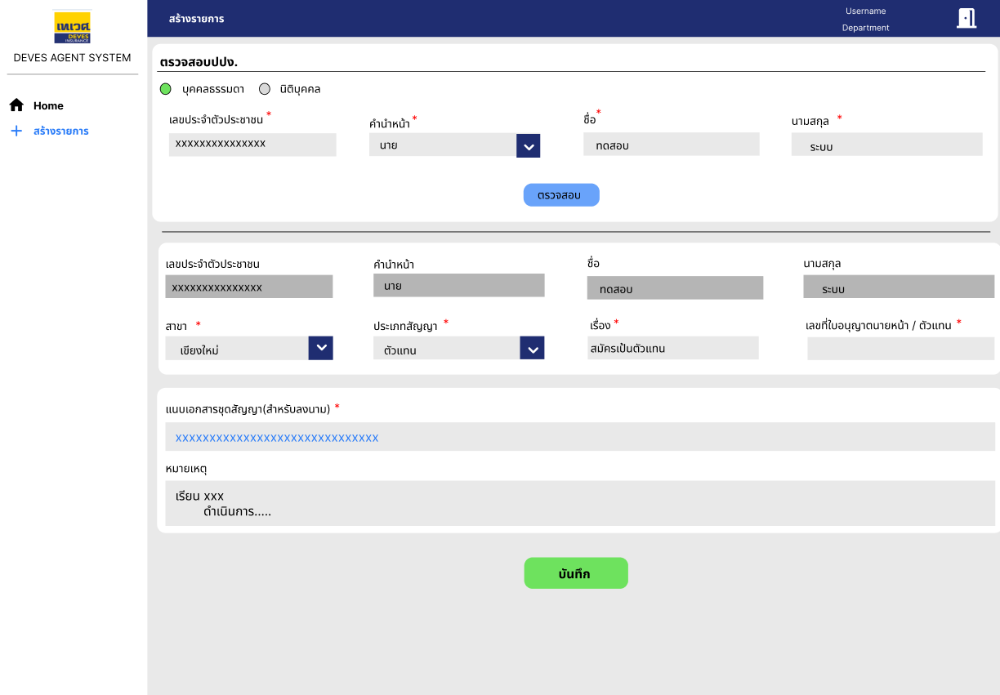 เทเวศ
DEVES
INSURANCE
DEVES AGENT SYSTEM
Home
สร้างรายการ
สร้างรายการ
Username
Department
ตรวจสอบปปง.
บุคคลธรรมดา นิติบุคคล
เลขประจำตัวประชาชน * คำนำหน้า * ชื่อ * นามสกุล *
xxxxxxxxxxxxxxx นาย ทดสอบ ระบบ
ตรวจสอบ
เลขประจำตัวประชาชน คำนำหน้า ชื่อ นามสกุล
xxxxxxxxxxxxxxx นาย ทดสอบ ระบบ
สาขา * ประเภทสัญญา * เรื่อง * เลขที่ใบอนุญาตนายหน้า / ตัวแทน *
เชียงใหม่ ตัวแทน สมัครเป้นตัวแทน
แนบเอกสารชุดสัญญา(สำหรับลงนาม) *
xxxxxxxxxxxxxxxxxxxxxxxxxxxxxx
หมายเหตุ
เรียน xxx
ดำเนินการ.....
บันทึก